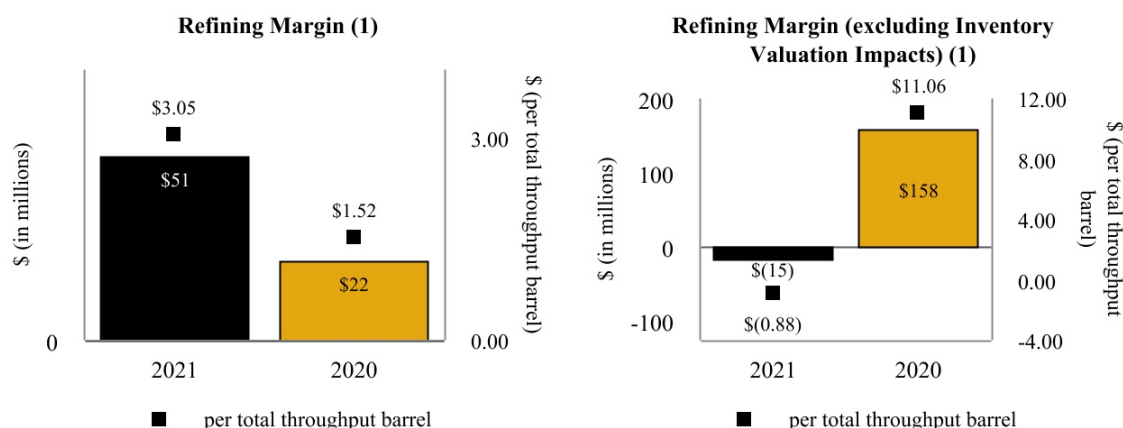 Refining Margin (1)
$ (in millions)
0
$3.05
$51
$1.52
$22
3.00
0.00
$ (per total throughput barrel)
2021
2020
per total throughput barrel
Refining Margin (excluding Inventory
Valuation Impacts) (1)
$ (in millions)
200
100
0
-100
$(15)
$(0.88)
$11.06
$158
12.00
8.00
4.00
0.00
-4.00
$ (per total throughput
barrel)
2021
2020
per total throughput barrel